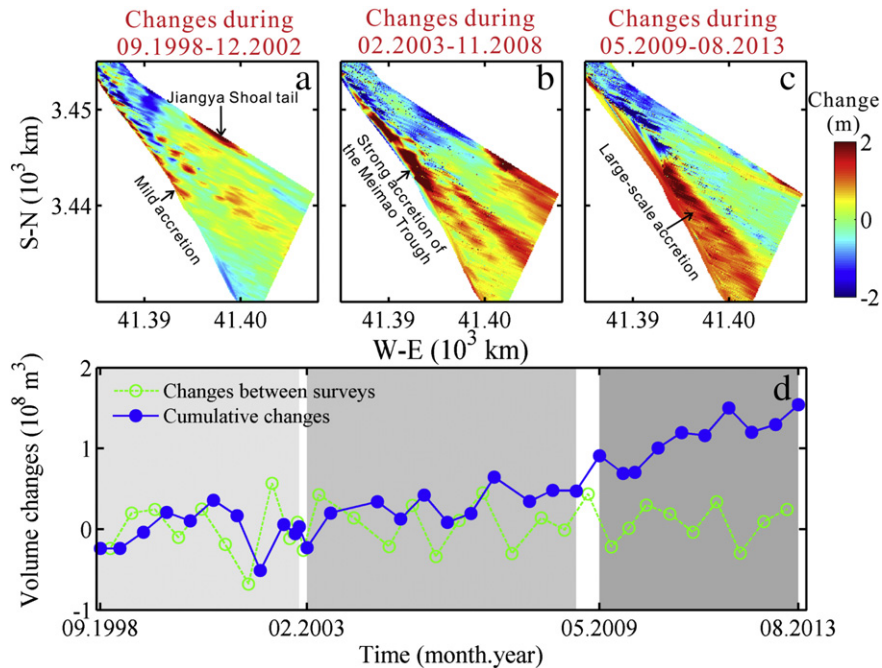 Changes during
09.1998-12.2002
Changes during
02.2003-11.2008
Changes during
05.2009-08.2013
a
b
c
Jiangya Shoal tail
Mild accretion
Strong accretion of
the Meimao Trough
Large-scale accretion
Change
(m)
2
0
-2
S-N (10³ km)
3.45
3.44
41.39
41.40
41.39
41.40
41.39
41.40
W-E (10³ km)
d
Changes between surveys
Cumulative changes
Volume changes (10⁸ m³)
2
1
0
-1
09.1998
02.2003
05.2009
08.2013
Time (month.year)